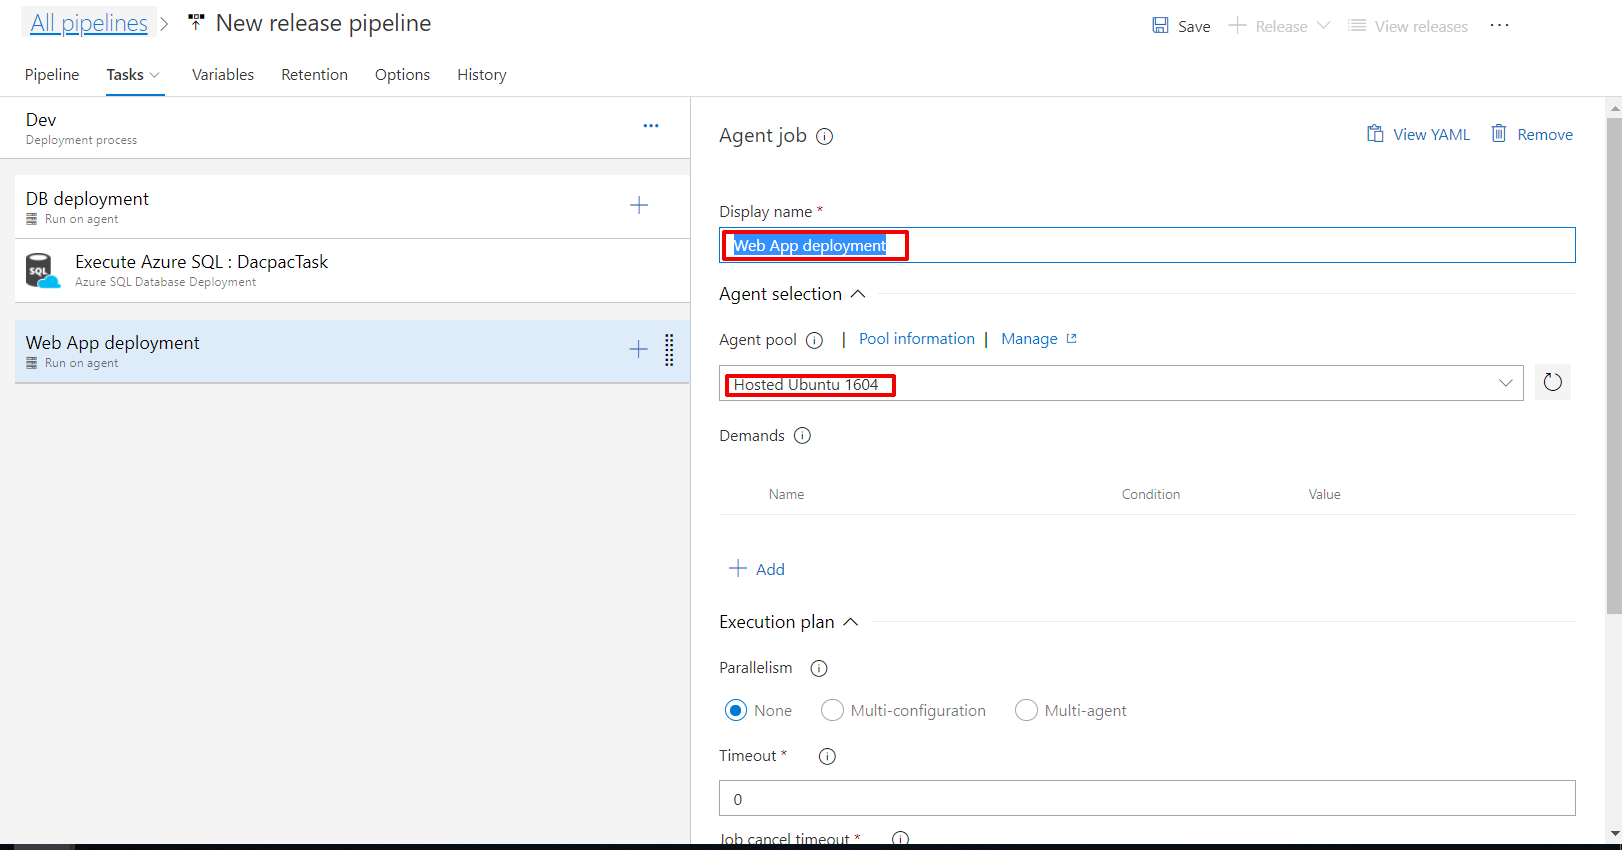 All pipelines > New release pipeline
Save Release View releases ...
Pipeline Tasks Variables Retention Options History
Dev
Deployment process
DB deployment
Run on agent
SQL
Execute Azure SQL : DacpacTask
Azure SQL Database Deployment
Web App deployment
Run on agent
Agent job
View YAML Remove
Display name *
Web App deployment
Agent selection
Agent pool | Pool information | Manage
Hosted Ubuntu 1604
Demands
Name Condition Value
+ Add
Execution plan
Parallelism
None Multi-configuration Multi-agent
Timeout *
0
Job cancel timeout *